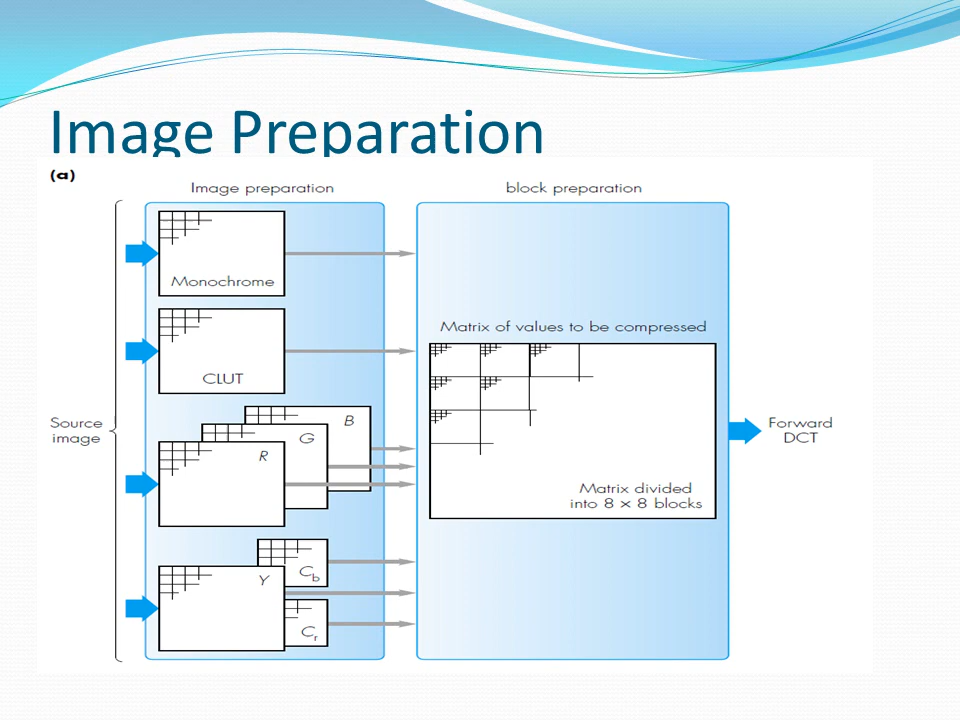 Image Preparation
(a)
Image preparation
block preparation
Monochrome
CLUT
Source
image
B
G
R
Y
Cb
Cr
Matrix of values to be compressed
Matrix divided
into 8 × 8 blocks
Forward
DCT